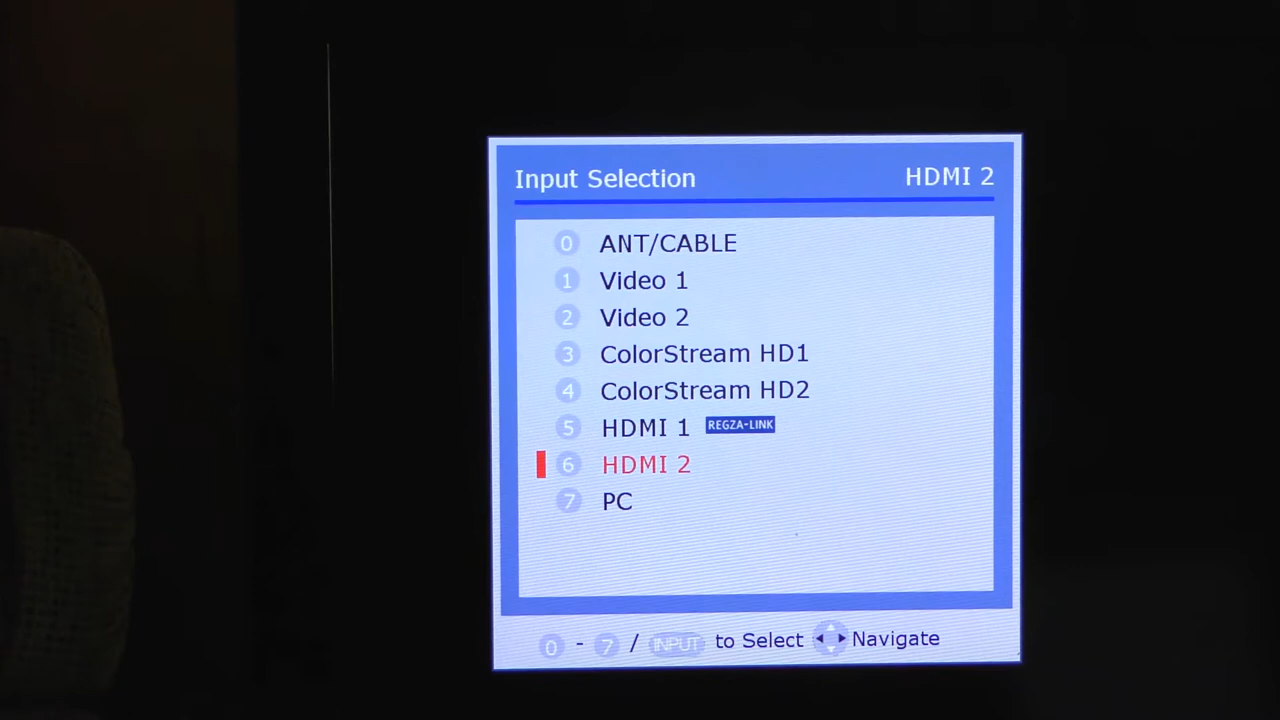 Input Selection HDMI 2
0 ANT/CABLE
1 Video 1
2 Video 2
3 ColorStream HD1
4 ColorStream HD2
5 HDMI 1 REGZA-LINK
6 HDMI 2
7 PC
0 - 7 / INPUT to Select Navigate